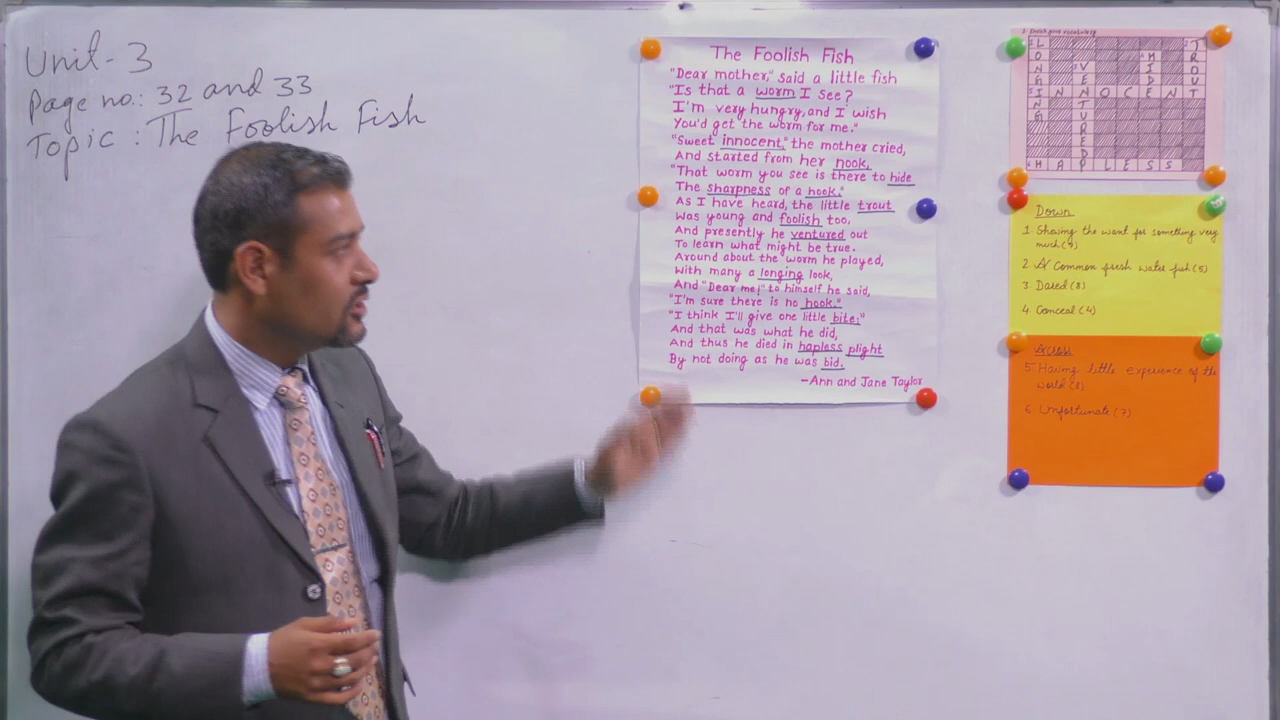 Unit-3
Page no.: 32 and 33
Topic : The Foolish Fish
The Foolish Fish
"Dear mother," said a little fish
"Is that a worm I see?
I'm very hungry, and I wish
You'd get the worm for me."
"Sweet innocent," the mother cried,
And started from her nook,
"That worm you see is there to hide
The sharpness of a hook."
As I have heard, the little trout
Was young and foolish too,
And presently he ventured out
To learn what might be true.
Around about the worm he played,
With many a longing look,
And "Dear me!" to himself he said,
"I'm sure there is no hook."
"I think I'll give one little bite;"
And that was what he did,
And thus he died in hapless plight
By not doing as he was bid.
-Ann and Jane Taylor
1 L 2 T
O 4 H R
N 3 V I O
G E D U
5 I N N O C E N T
N T
G U
R
E
D
6 H A P L E S S
Down
1. Showing the want for something very
much (7)
2. A Common fresh water fish (5)
3 Dared (8)
4. Conceal (4)
Across
5 Having little experience of the
world (8)
6 Unfortunate (7)